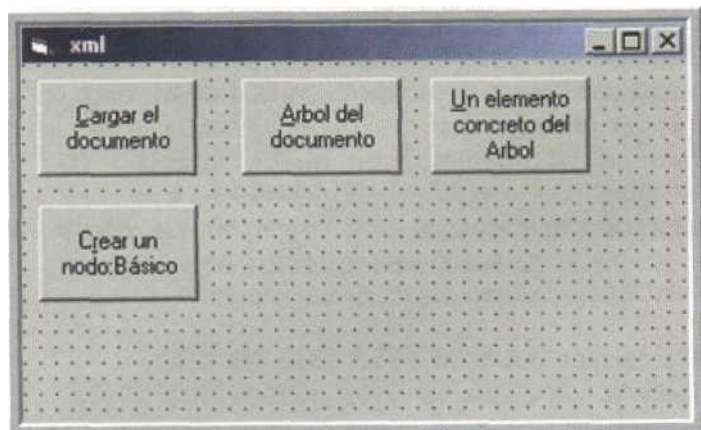 xml
Cargar el
documento
Arbol del
documento
Un elemento
concreto del
Arbol
Crear un
nodo:Básico